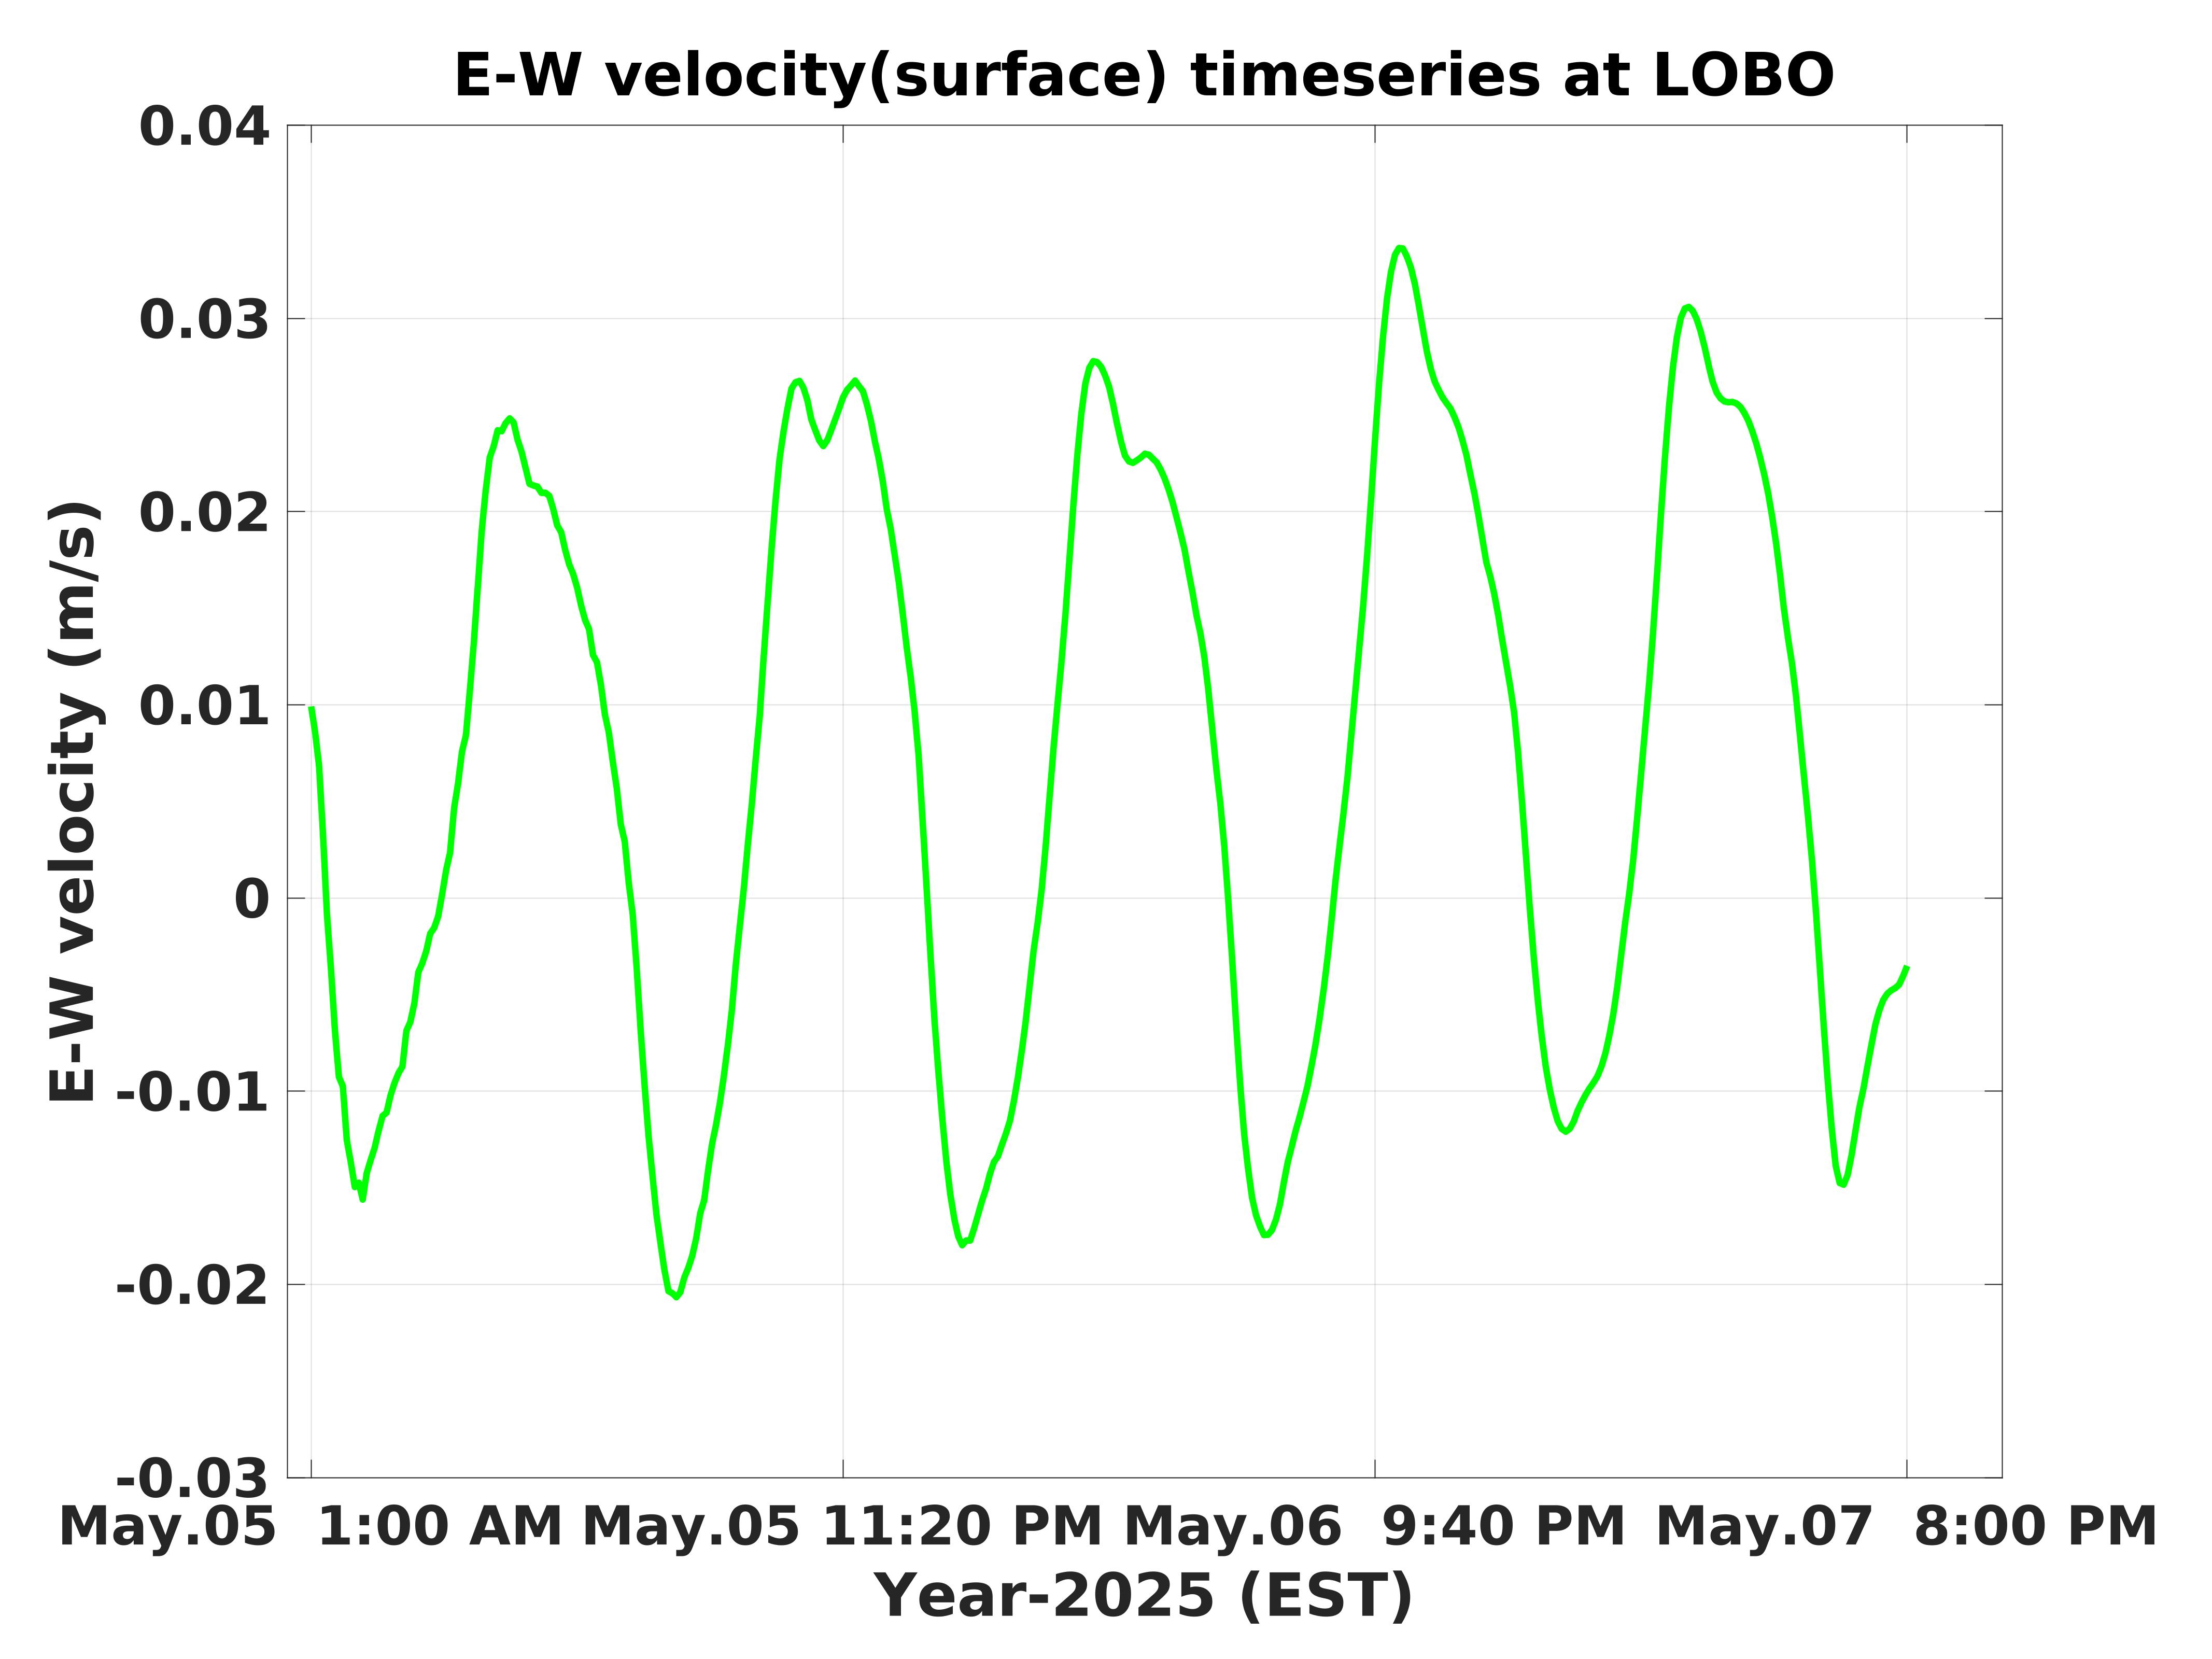 E-W velocity(surface) timeseries at LOBO
0.04
0.03
0.02
0.01
0
-0.01
-0.02
-0.03
E-W velocity (m/s)
May.05 1:00 AM May.05 11:20 PM May.06 9:40 PM May.07 8:00 PM
Year-2025 (EST)